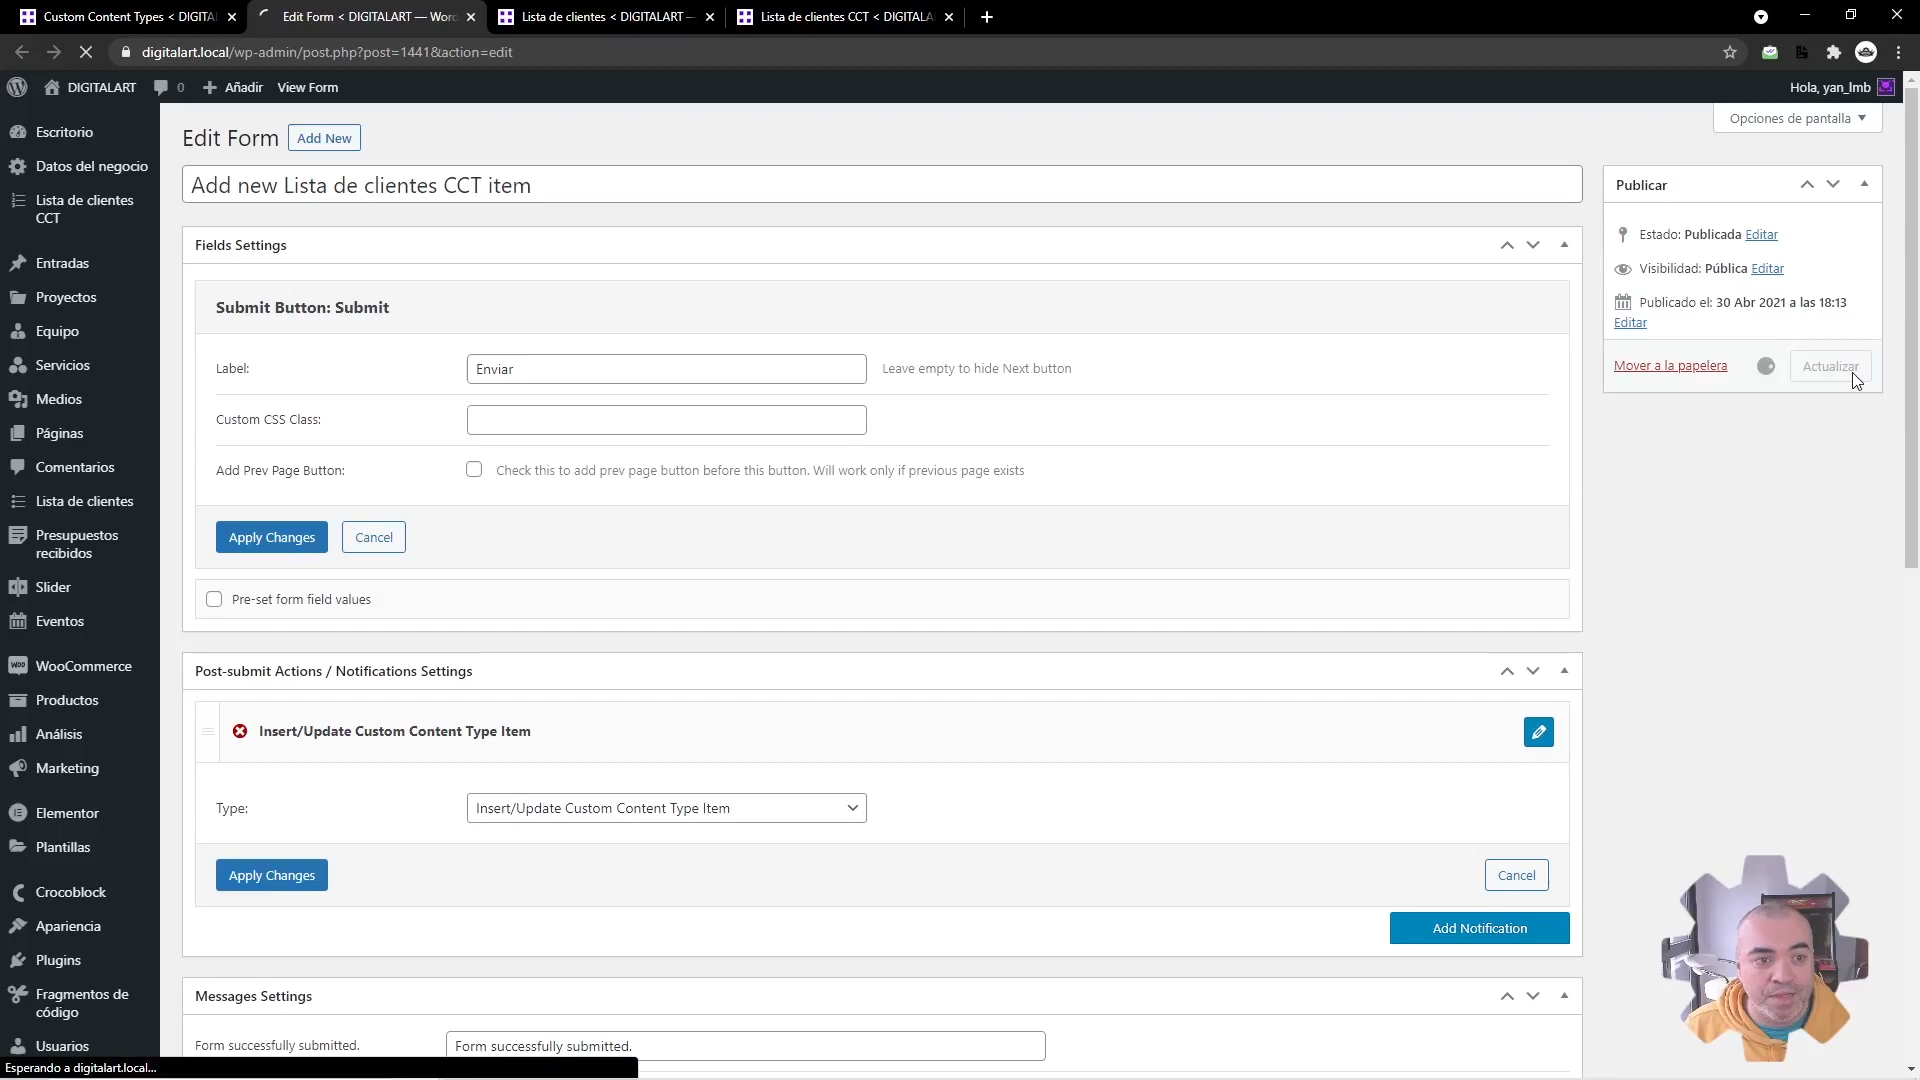 Custom Content Types < DIGITAL
Edit Form < DIGITALART — Word
Lista de clientes < DIGITALART —
Lista de clientes CCT < DIGITALA
digitalart.local/wp-admin/post.php?post=1441&action=edit
DIGITALART
0
Añadir
View Form
Hola, yan_lmb
Opciones de pantalla
Escritorio
Datos del negocio
Lista de clientes
CCT
Entradas
Proyectos
Equipo
Servicios
Medios
Páginas
Comentarios
Lista de clientes
Presupuestos
recibidos
Slider
Eventos
WooCommerce
Productos
Análisis
Marketing
Elementor
Plantillas
Crocoblock
Apariencia
Plugins
Fragmentos de
código
Usuarios
Esperando a digitalart.local...
Edit Form
Add New
Add new Lista de clientes CCT item
Fields Settings
Submit Button: Submit
Label:
Enviar
Leave empty to hide Next button
Custom CSS Class:
Add Prev Page Button:
Check this to add prev page button before this button. Will work only if previous page exists
Apply Changes
Cancel
Pre-set form field values
Post-submit Actions / Notifications Settings
Insert/Update Custom Content Type Item
Type:
Insert/Update Custom Content Type Item
Apply Changes
Cancel
Add Notification
Messages Settings
Form successfully submitted.
Form successfully submitted.
Publicar
Estado: Publicada Editar
Visibilidad: Pública Editar
Publicado el: 30 Abr 2021 a las 18:13
Editar
Mover a la papelera
Actualizar